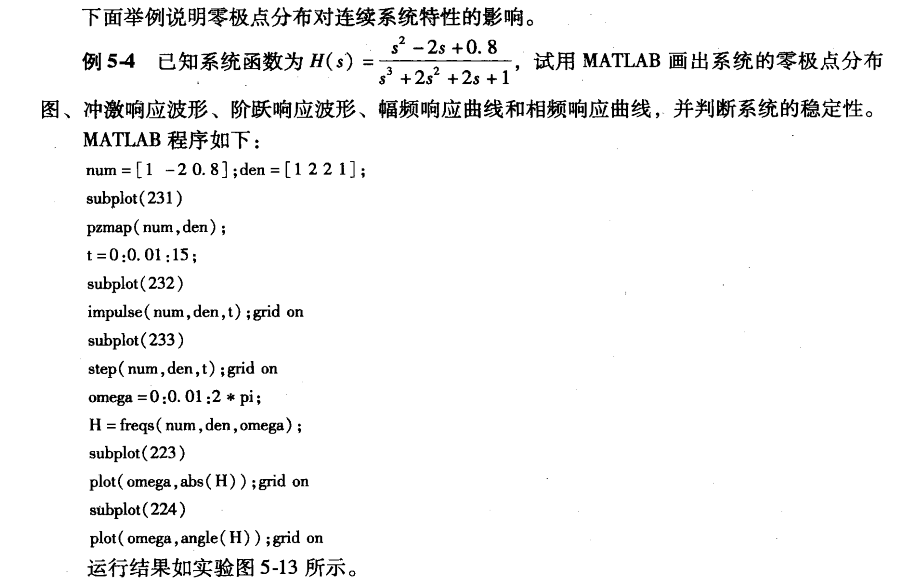 下面举例说明零极点分布对连续系统特性的影响。
例 5-4 已知系统函数为 H(s) = \frac{s^2-2s+0.8}{s^3+2s^2+2s+1}，试用 MATLAB 画出系统的零极点分布
图、冲激响应波形、阶跃响应波形、幅频响应曲线和相频响应曲线，并判断系统的稳定性。
MATLAB 程序如下：
num=[1 -2 0.8];den=[1 2 2 1];
subplot(231)
pzmap(num,den);
t=0:0.01:15;
subplot(232)
impulse(num,den,t);grid on
subplot(233)
step(num,den,t);grid on
omega=0:0.01:2*pi;
H=freqs(num,den,omega);
subplot(223)
plot(omega,abs(H));grid on
subplot(224)
plot(omega,angle(H));grid on
运行结果如实验图 5-13 所示。